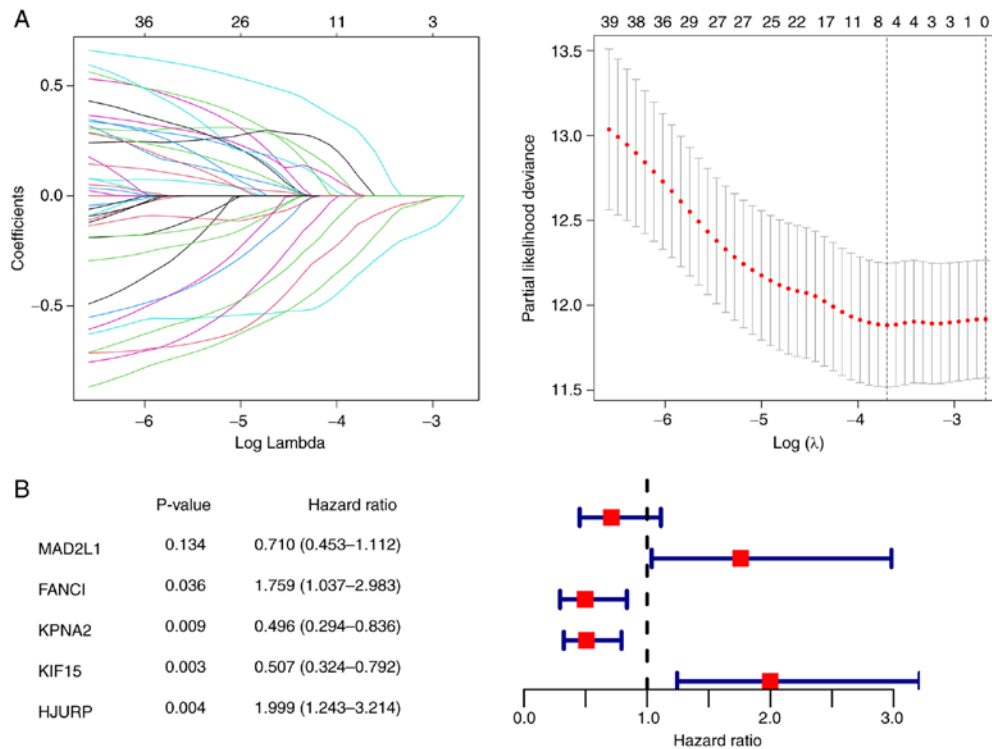 A
36 26 11 3
0.5
0.0
−0.5
Coefficients
−6 −5 −4 −3
Log Lambda
39 38 36 29 27 27 25 22 17 11 8 4 4 3 3 1 0
13.5
13.0
12.5
12.0
11.5
Partial likelihood deviance
−6 −5 −4 −3
Log (λ)
B
P-value Hazard ratio
MAD2L1 0.134 0.710 (0.453–1.112)
FANCI 0.036 1.759 (1.037–2.983)
KPNA2 0.009 0.496 (0.294–0.836)
KIF15 0.003 0.507 (0.324–0.792)
HJURP 0.004 1.999 (1.243–3.214)
0.0 1.0 2.0 3.0
Hazard ratio